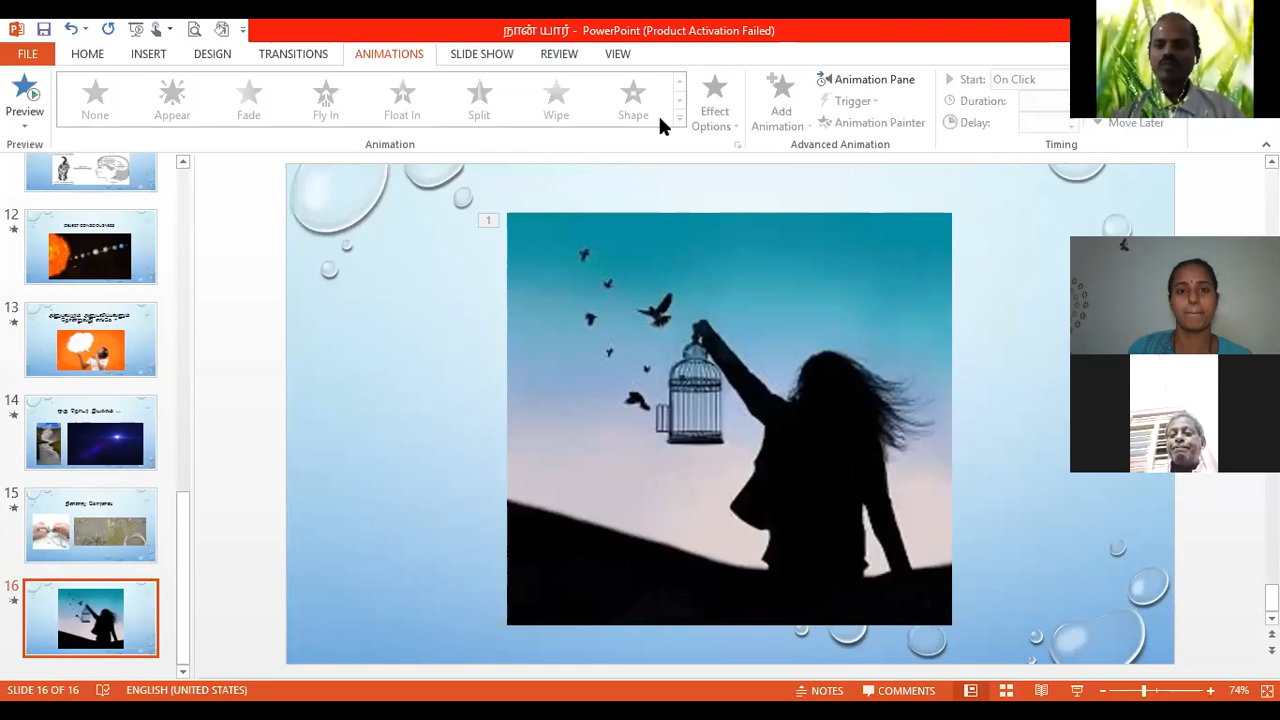 நான் யார் - PowerPoint (Product Activation Failed)
FILE HOME INSERT DESIGN TRANSITIONS ANIMATIONS SLIDE SHOW REVIEW VIEW
Preview
None Appear Fade Fly In Float In Split Wipe Shape
Effect Options
Add Animation
Animation Pane
Trigger
Animation Painter
Start: On Click
Duration:
Delay:
Move Later
Preview Animation Advanced Animation Timing
12
OBJECT CONSCIOUSNESS
13
14
15
16
1
SLIDE 16 OF 16 ENGLISH (UNITED STATES) NOTES COMMENTS 74%